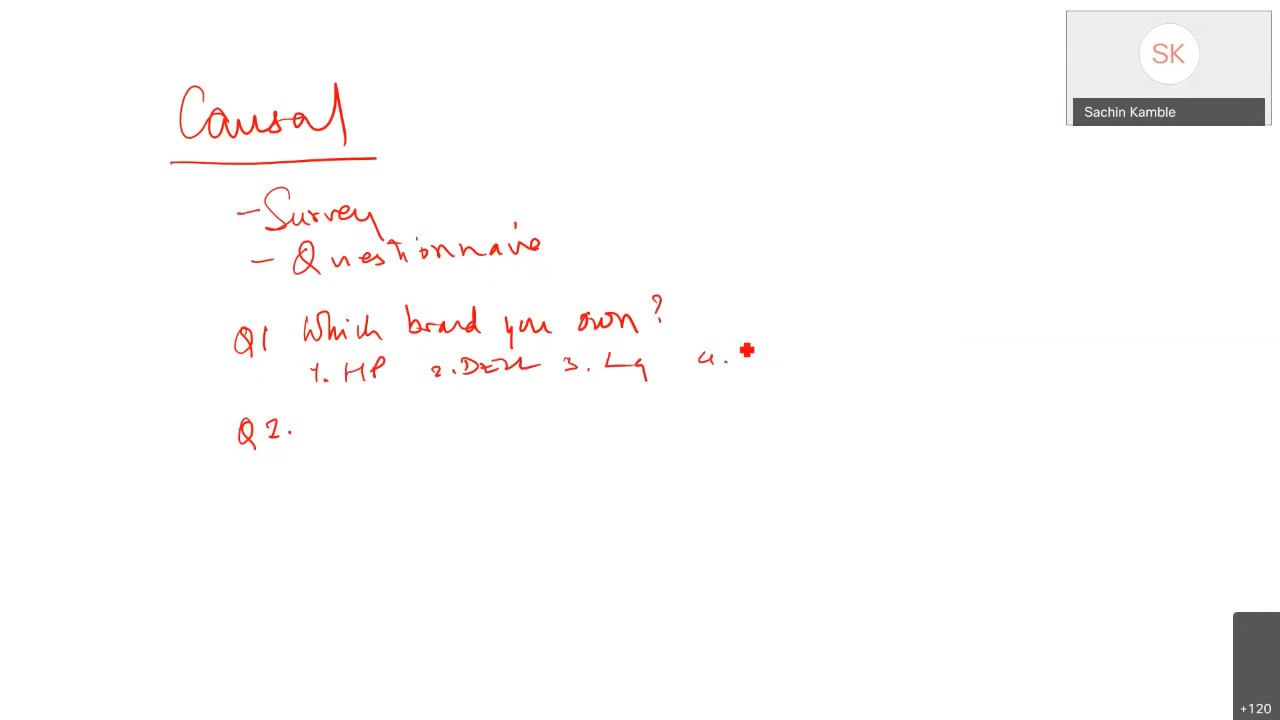 Causal
- Survey
- Questionnaire
Q1 Which brand you own?
1. HP 2. DELL 3. Lg 4.
Q2.
SK
Sachin Kamble
+120